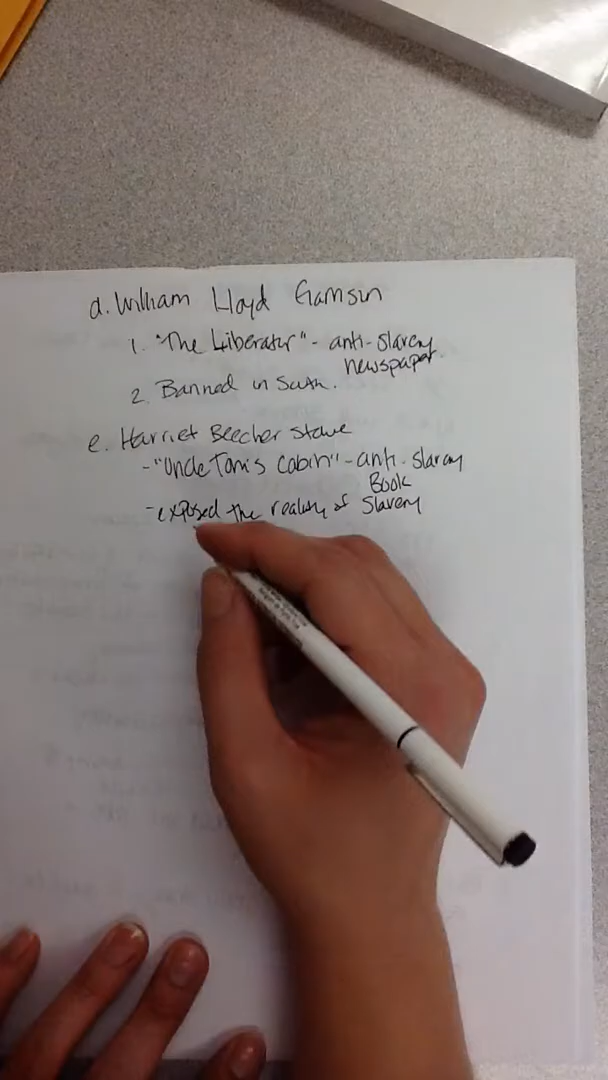 d. William Lloyd Garrison
1. "The Liberator" - anti-slavery
newspaper.
2. Banned in South.
e. Harriet Beecher Stowe
- "Uncle Tom's Cabin" - anti-slavery
Book
- exposed the reality of slavery